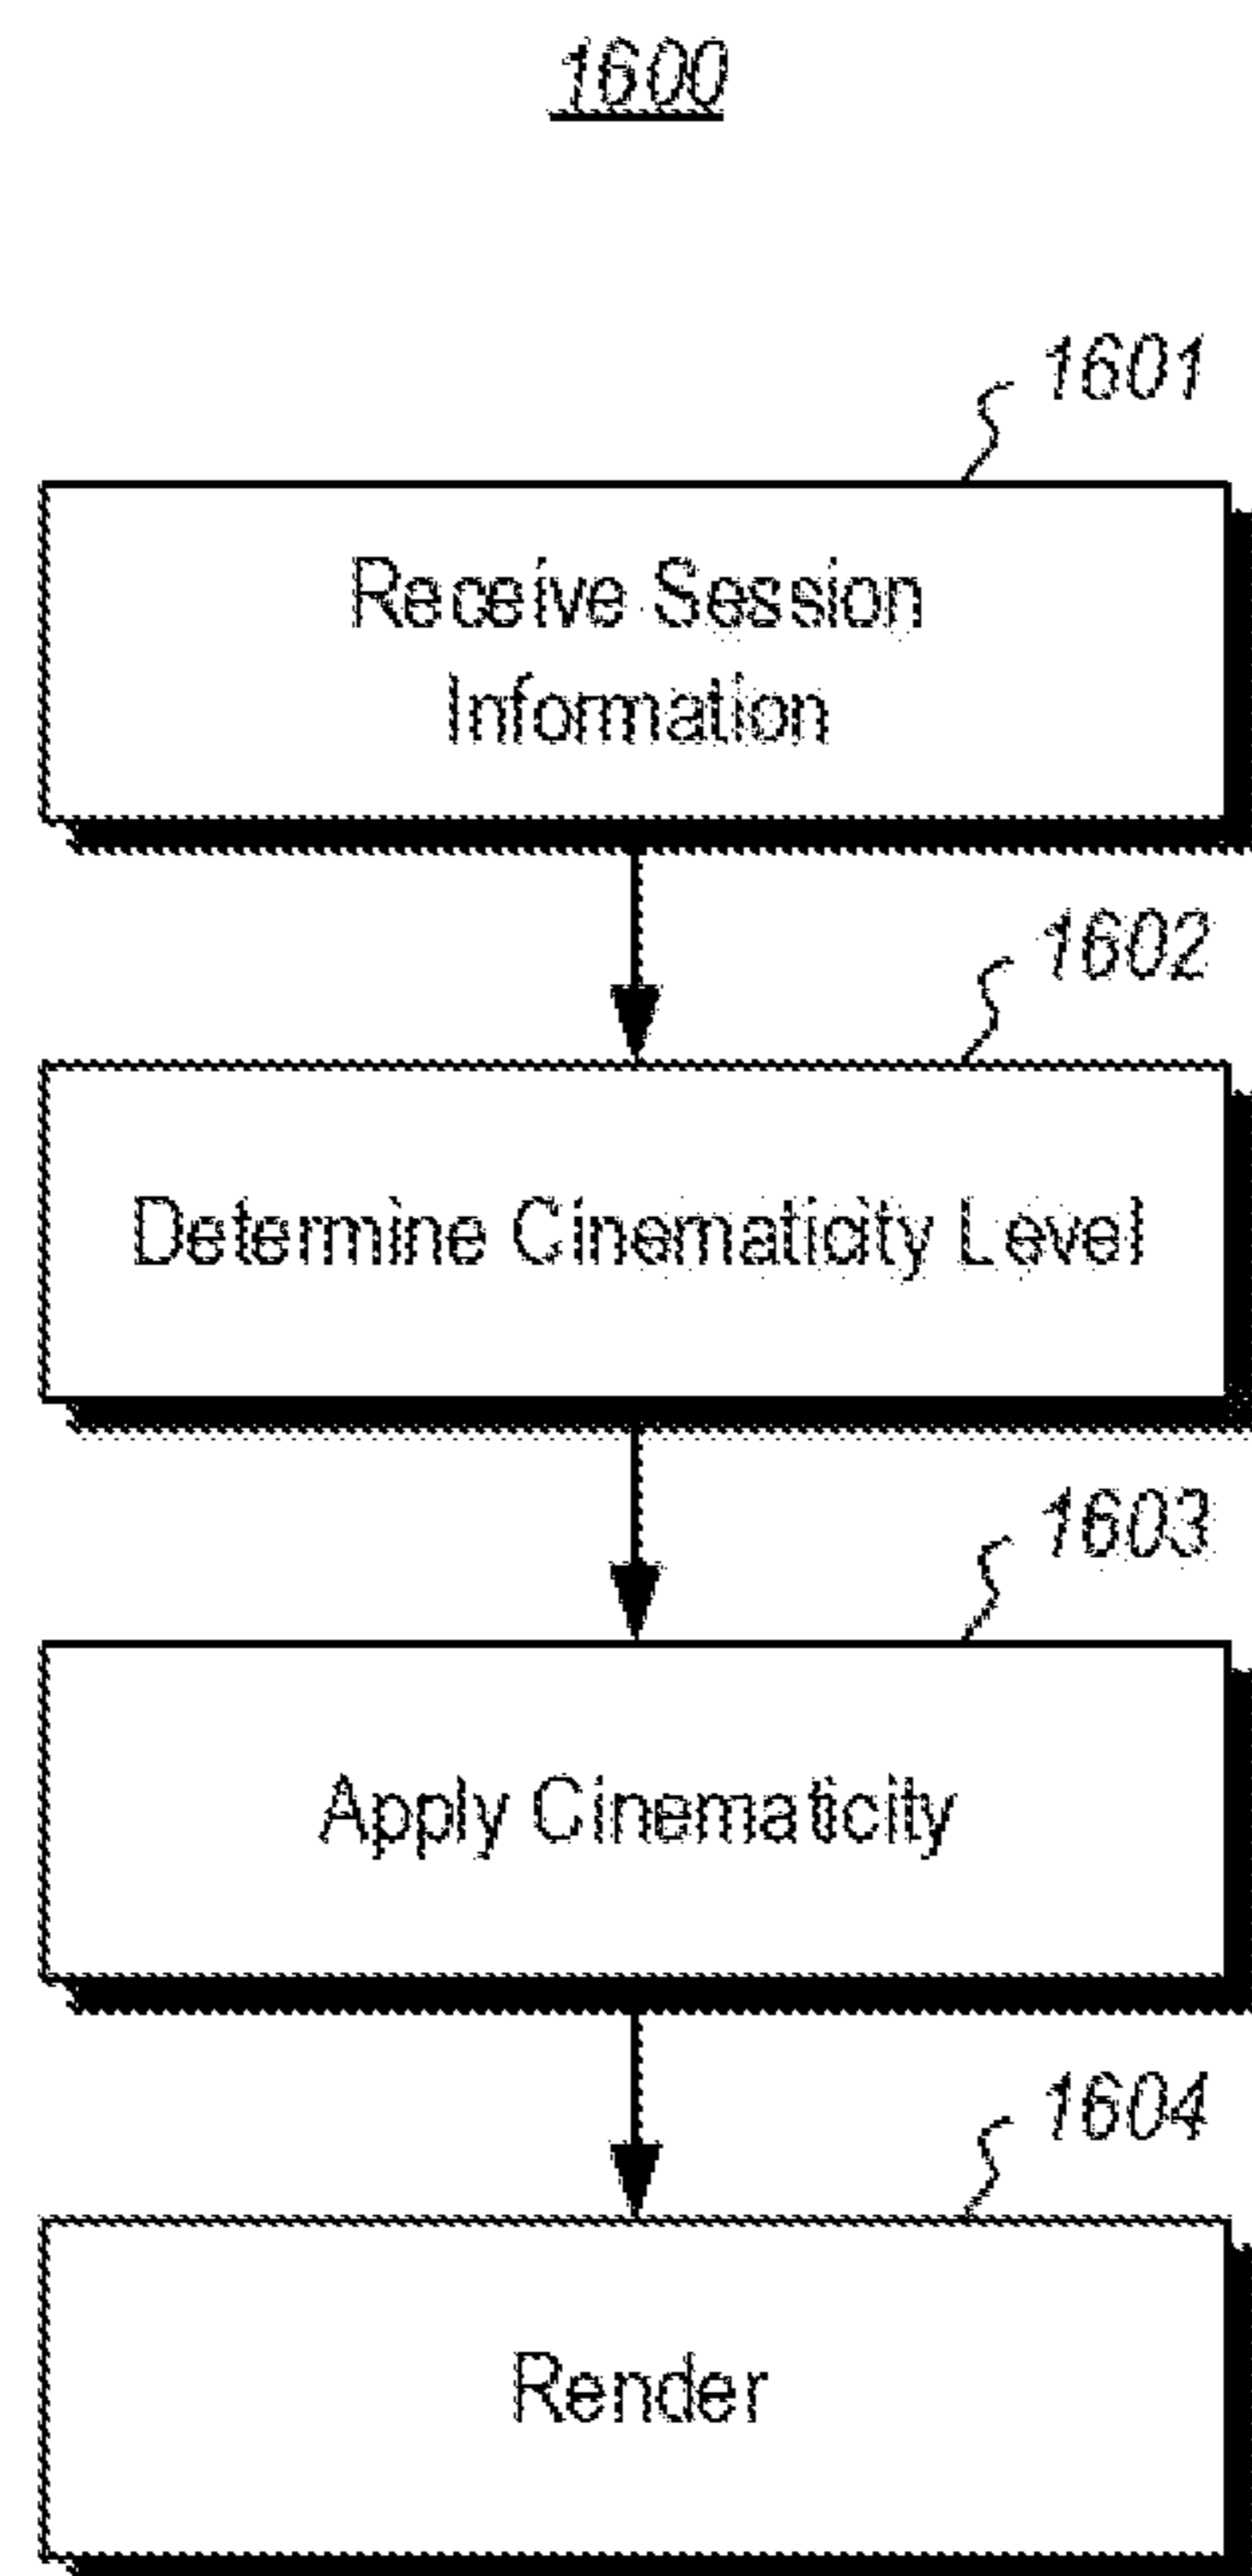 1600
1601
Receive Session
Information
1602
Determine Cinematicity Level
1603
Apply Cinematicity
1604
Render